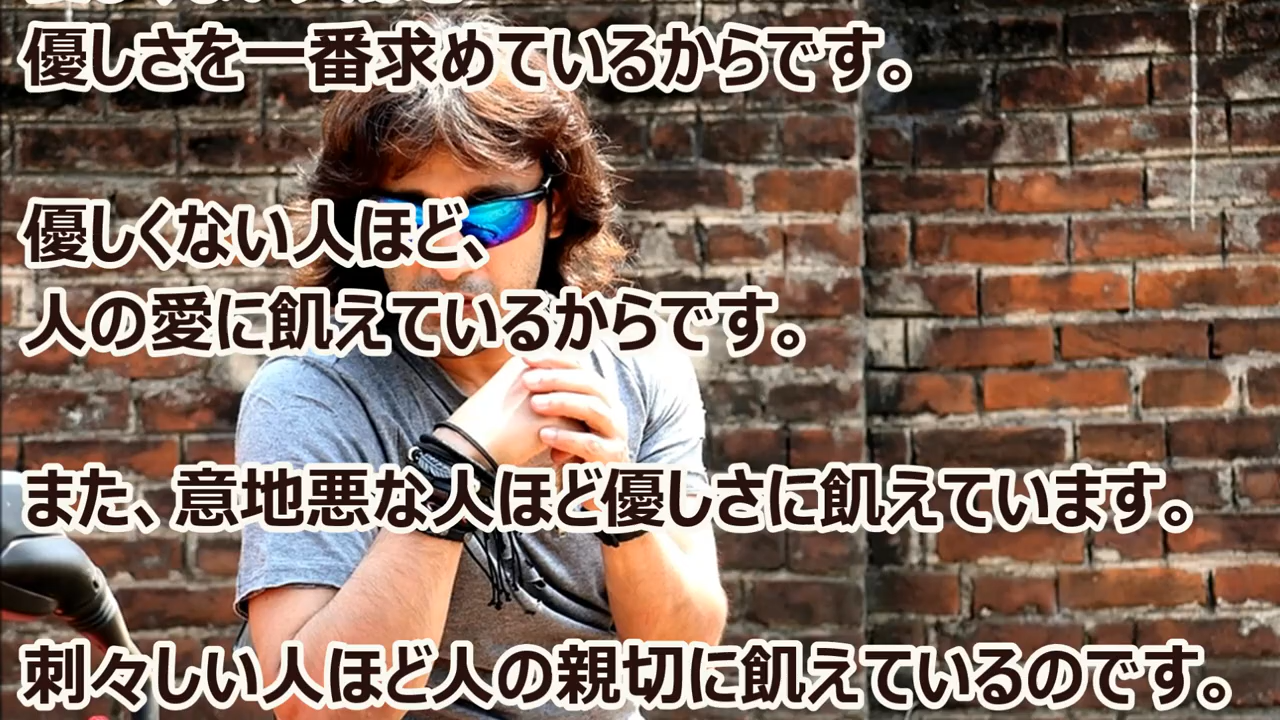 優しさを一番求めているからです。
優しくない人ほど、
人の愛に飢えているからです。
また、意地悪な人ほど優しさに飢えています。
刺々しい人ほど人の親切に飢えているのです。